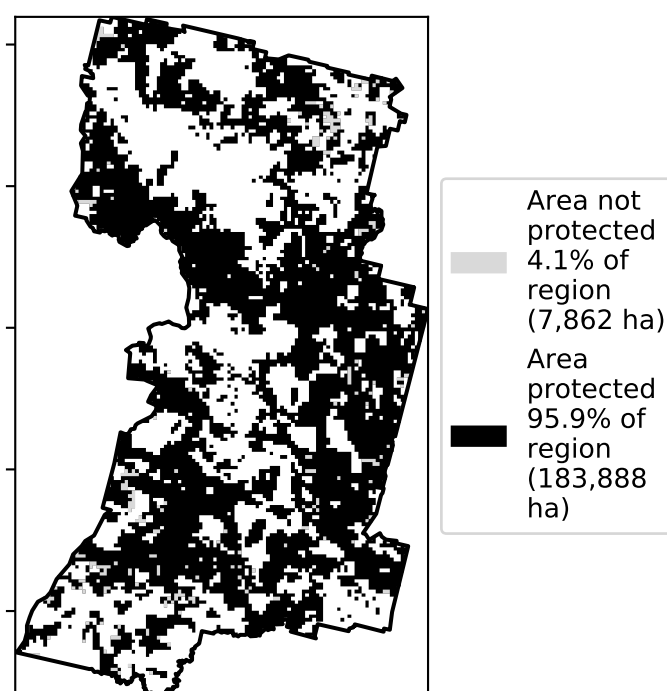 Area not
protected
4.1% of
region
(7,862 ha)
Area
protected
95.9% of
region
(183,888
ha)